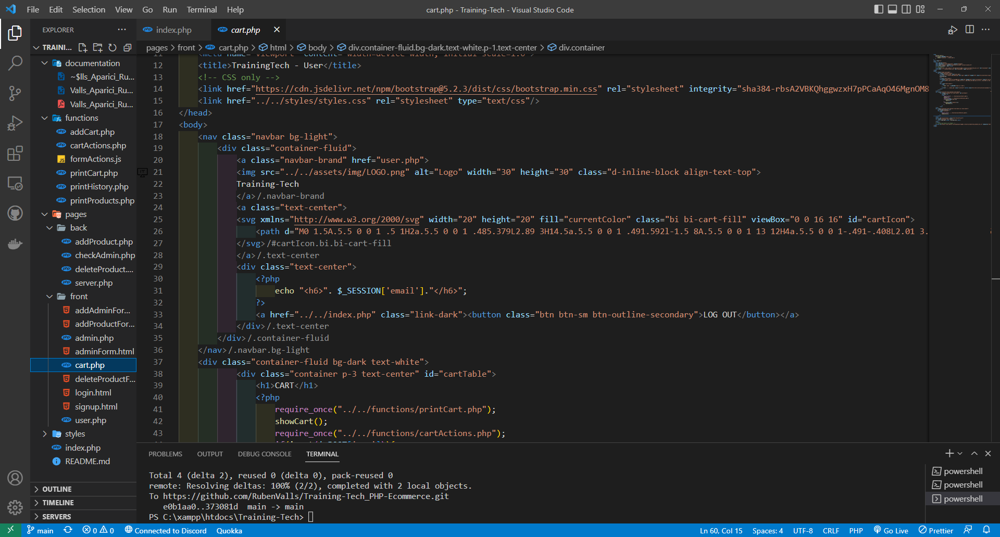 File Edit Selection View Go Run Terminal Help
cart.php - Training-Tech - Visual Studio Code
EXPLORER
index.php
cart.php
TRAINI...
pages > front > cart.php > html > body > div.container-fluid.bg-dark.text-white.p-1.text-center > div.container
documentation
~$lls_Aparici_Ru...
Valls_Aparici_Ru...
Valls_Aparici_Ru...
functions
addCart.php
cartActions.php
formActions.js
printCart.php
printHistory.php
printProducts.php
pages
back
addProduct.php
checkAdmin.php
deleteProduct....
server.php
front
addAdminFor...
addProductFor...
admin.php
adminForm.html
cart.php
deleteProductF...
login.html
signup.html
user.php
styles
index.php
README.md
OUTLINE
TIMELINE
SERVERS
11 <meta name="viewport" content="width=device-width, initial-scale=1.0">
12 <title>TrainingTech - User</title>
13 <!-- CSS only -->
14 <link href="https://cdn.jsdelivr.net/npm/bootstrap@5.2.3/dist/css/bootstrap.min.css" rel="stylesheet" integrity="sha384-rbsA2VBKQhggwzxH7pPCaAqO46MgnOM8
15 <link href="../../styles/styles.css" rel="stylesheet" type="text/css"/>
16 </head>
17 <body>
18 <nav class="navbar bg-light">
19 <div class="container-fluid">
20 <a class="navbar-brand" href="user.php">
21 <img src="../../assets/img/LOGO.png" alt="Logo" width="30" height="30" class="d-inline-block align-text-top">
22 Training-Tech
23 </a>/.navbar-brand
24 <a class="text-center">
25 <svg xmlns="http://www.w3.org/2000/svg" width="20" height="20" fill="currentColor" class="bi bi-cart-fill" viewBox="0 0 16 16" id="cartIcon">
26 <path d="M0 1.5A.5.5 0 0 1 .5 1H2a.5.5 0 0 1 .485.379L2.89 3H14.5a.5.5 0 0 1 .491.592l-1.5 8A.5.5 0 0 1 13 12H4a.5.5 0 0 1-.491-.408L2.01 3.
27 </svg>/#cartIcon.bi.bi-cart-fill
28 </a>/.text-center
29 <div class="text-center">
30 <?php
31 echo "<h6>". $_SESSION['email']."</h6>";
32 ?>
33 <a href="../../index.php" class="link-dark"><button class="btn btn-sm btn-outline-secondary">LOG OUT</button></a>
34 </div>/.text-center
35 </div>/.container-fluid
36 </nav>/.navbar.bg-light
37 <div class="container-fluid bg-dark text-white">
38 <div class="container p-3 text-center" id="cartTable">
39 <h1>CART</h1>
40 <?php
41 require_once("../../functions/printCart.php");
42 showCart();
43 require_once("../../functions/cartActions.php");
PROBLEMS OUTPUT DEBUG CONSOLE TERMINAL
Total 4 (delta 2), reused 0 (delta 0), pack-reused 0
remote: Resolving deltas: 100% (2/2), completed with 2 local objects.
To https://github.com/RubenValls/Training-Tech_PHP-Ecommerce.git
e0b1aa0..373081d main -> main
PS C:\xampp\htdocs\Training-Tech>
powershell
powershell
powershell
main 0 0 Connected to Discord Quokka
Ln 60, Col 15 Spaces: 4 UTF-8 CRLF PHP Go Live Prettier